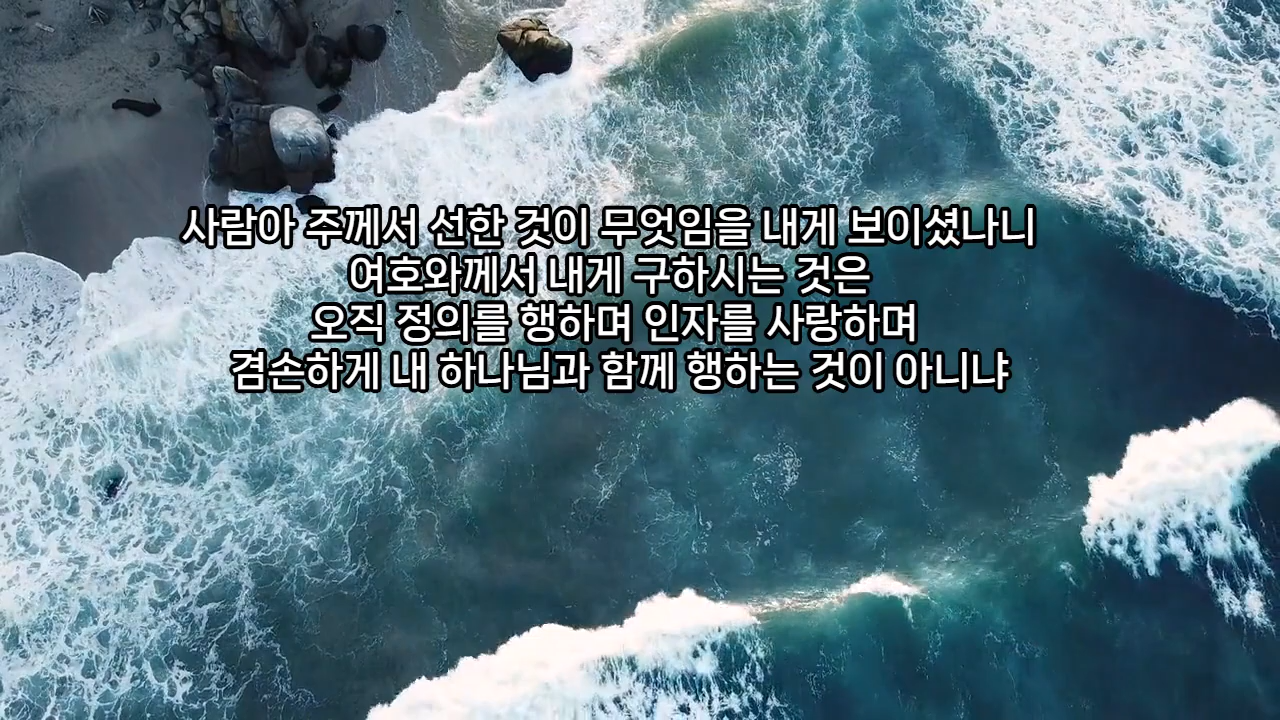 사람아 주께서 선한 것이 무엇임을 내게 보이셨나니
여호와께서 내게 구하시는 것은
오직 정의를 행하며 인자를 사랑하며
겸손하게 내 하나님과 함께 행하는 것이 아니냐